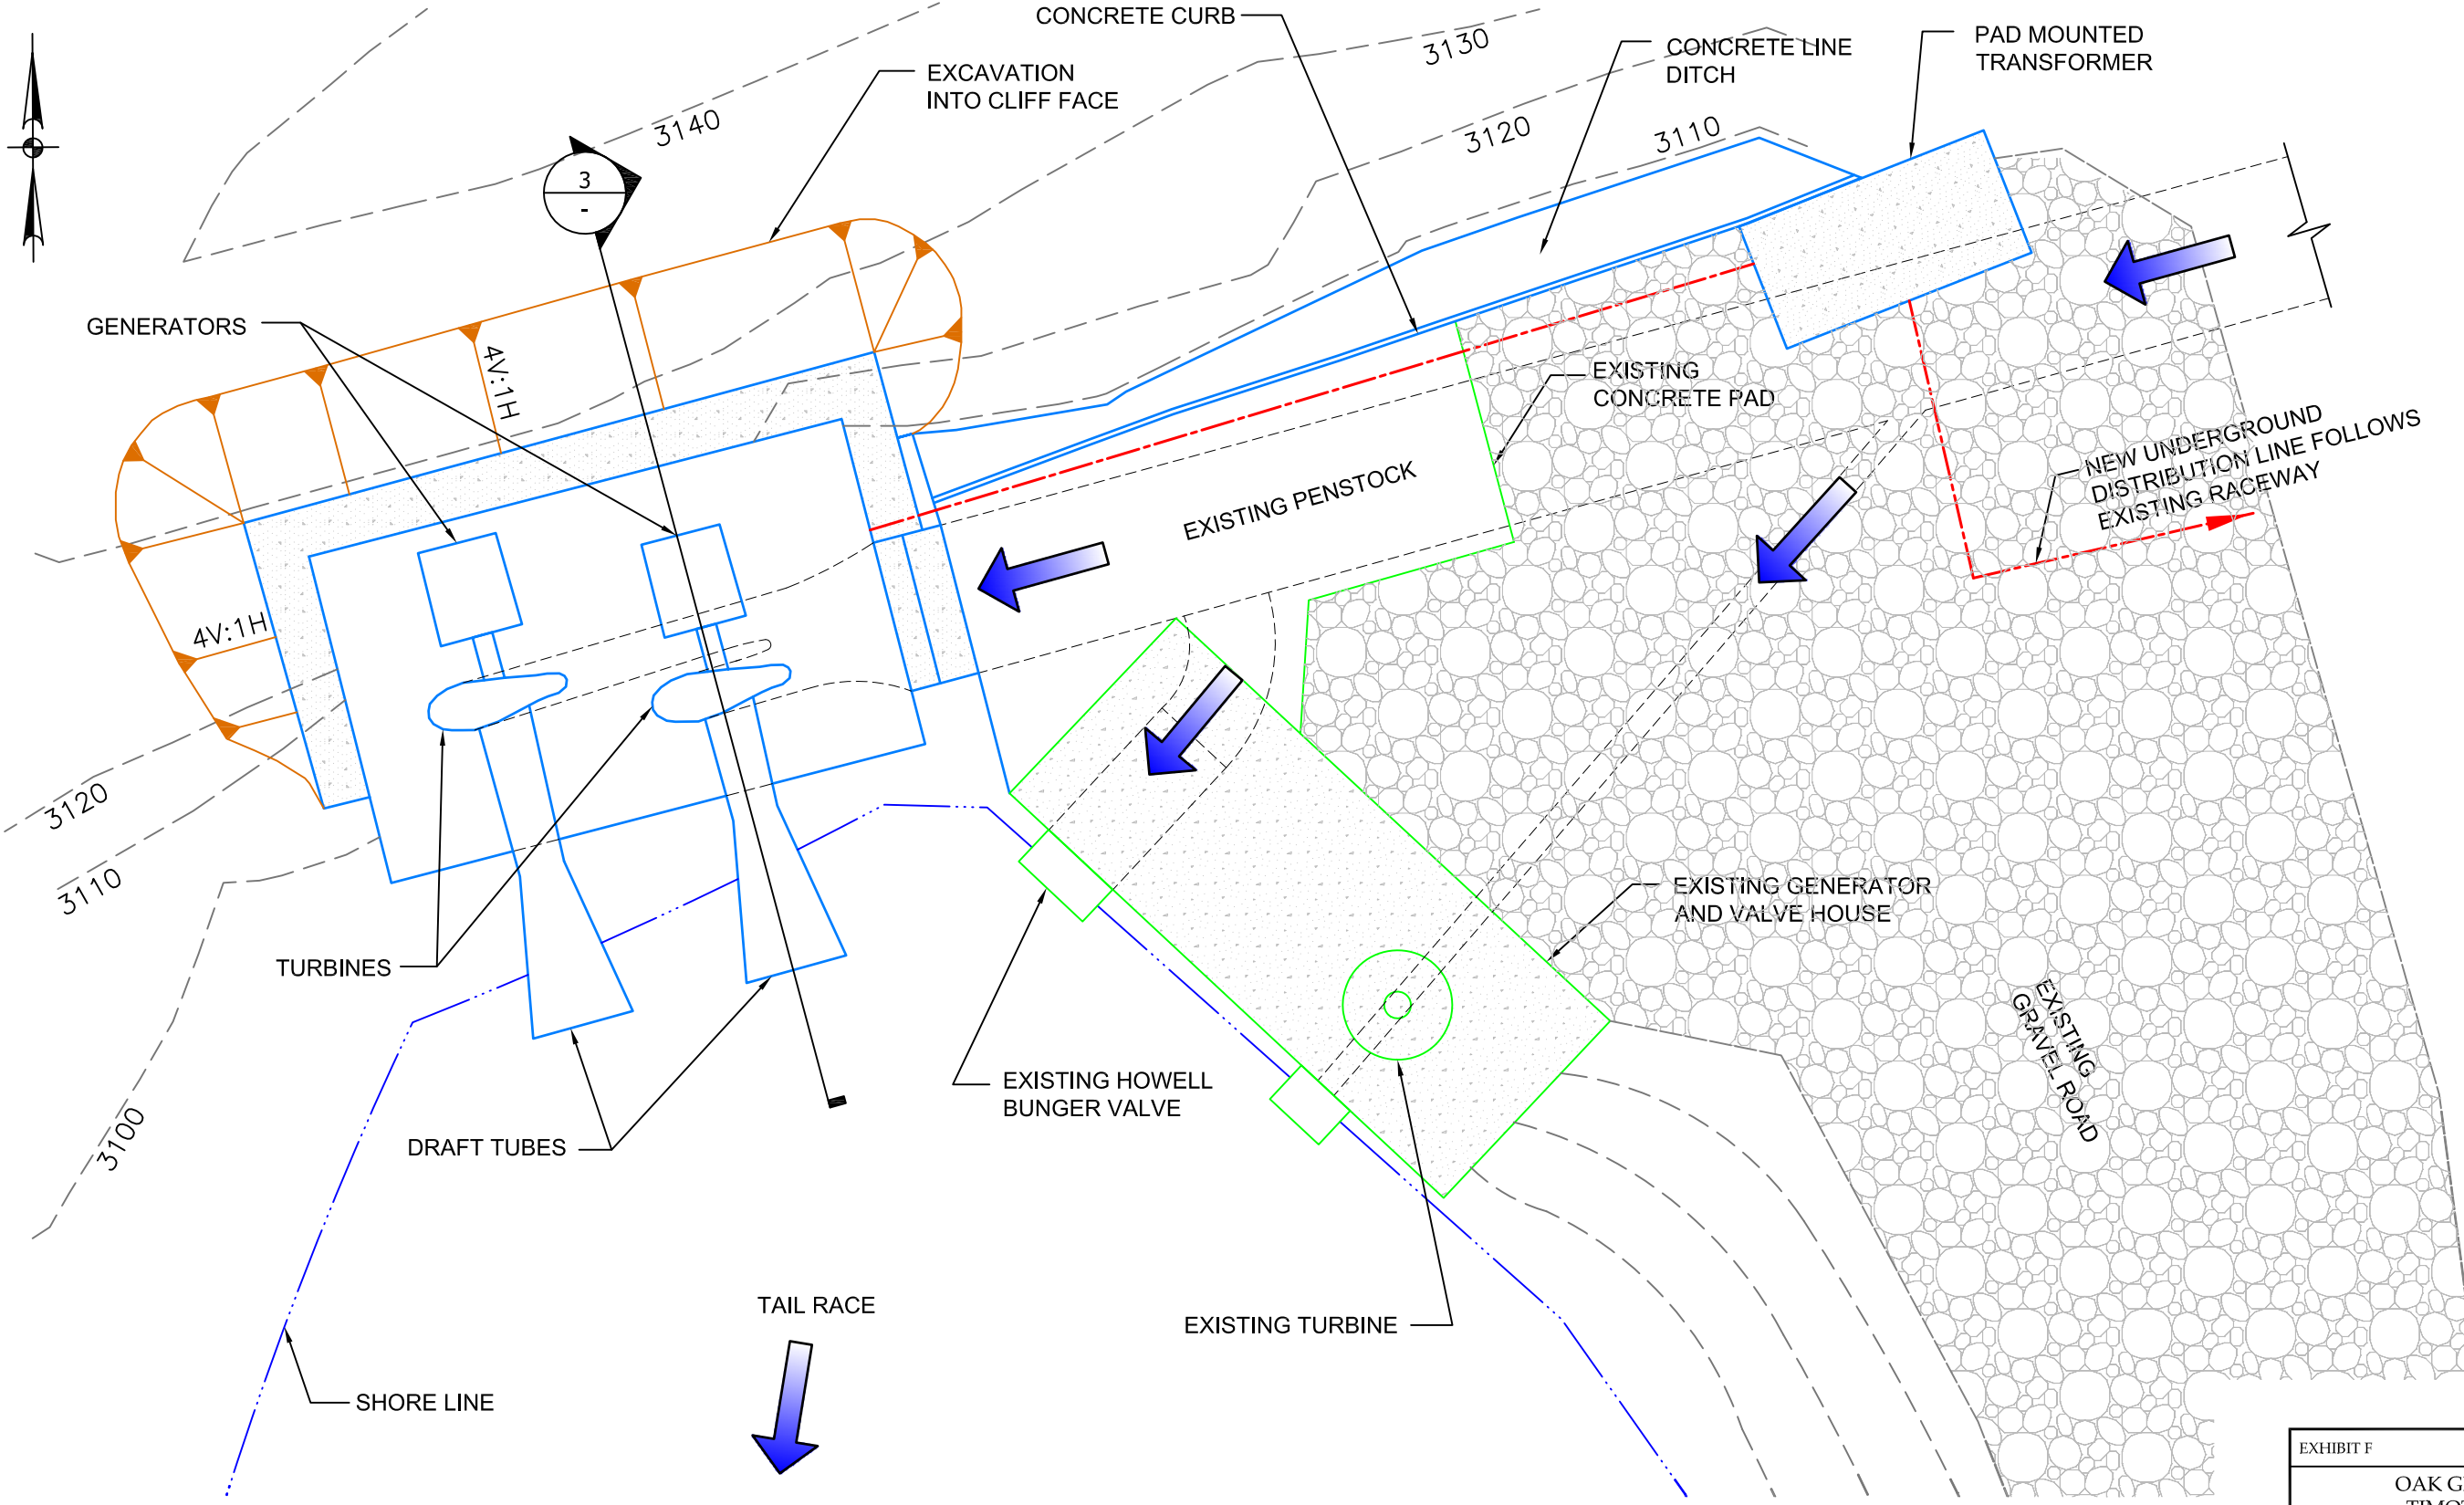 CONCRETE CURB
3130
CONCRETE LINE
DITCH
PAD MOUNTED
TRANSFORMER
EXCAVATION
INTO CLIFF FACE
3140
3120
3110
3
-
GENERATORS
4V:1H
EXISTING
CONCRETE PAD
NEW UNDERGROUND
DISTRIBUTION LINE FOLLOWS
EXISTING RACEWAY
EXISTING PENSTOCK
4V:1H
3120
3110
EXISTING GENERATOR
AND VALVE HOUSE
TURBINES
EXISTING
GRAVEL ROAD
EXISTING HOWELL
BUNGER VALVE
3100
DRAFT TUBES
TAIL RACE
EXISTING TURBINE
SHORE LINE
EXHIBIT F
OAK